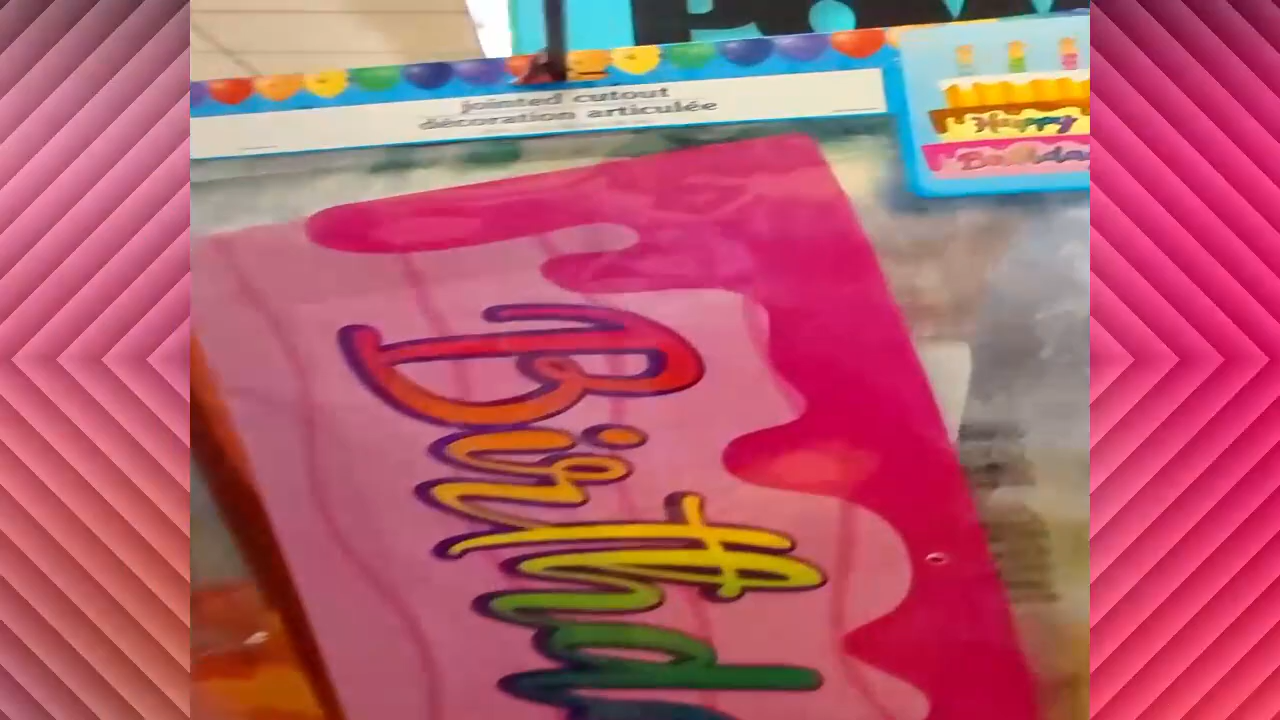 jointed cutout
décoration articulée
Happy
Birthday
Birthd